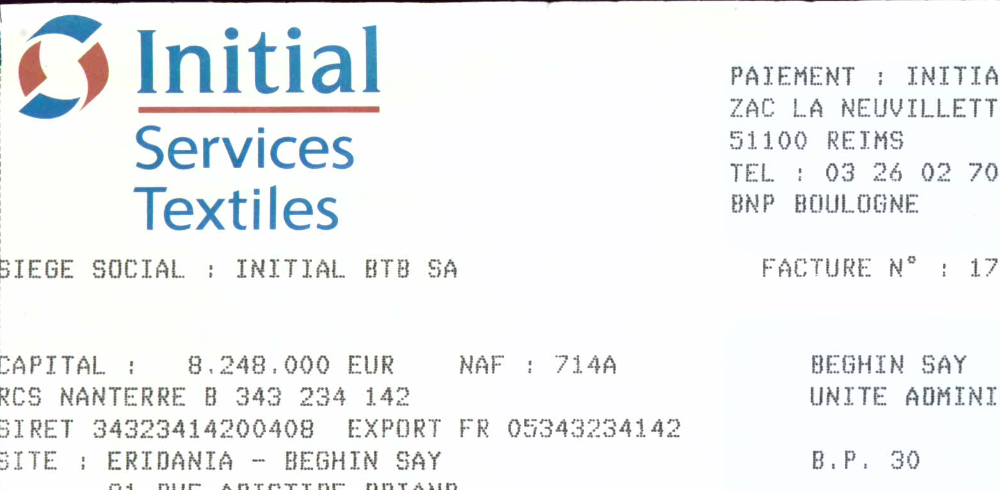 Initial
Services
Textiles
PAIEMENT : INITIA
ZAC LA NEUVILLETT
51100 REIMS
TEL : 03 26 02 70
BNP BOULOGNE
SIEGE SOCIAL : INITIAL BTB SA
FACTURE N° : 17
CAPITAL : 8.248.000 EUR NAF : 714A
RCS NANTERRE B 343 234 142
SIRET 34323414200408 EXPORT FR 05343234142
SITE : ERIDANIA - BEGHIN SAY
BEGHIN SAY
UNITE ADMINI
B.P. 30